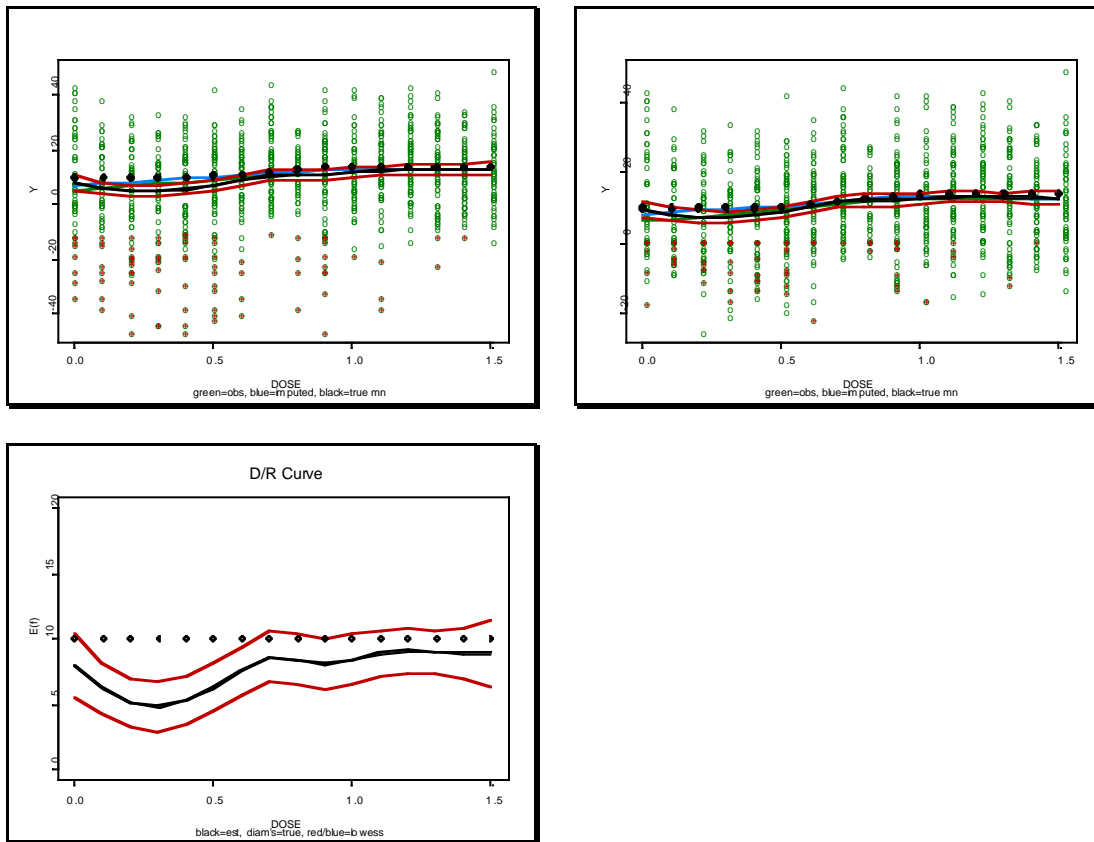 40
20
0
-20
-40
Y
0.0 0.5 1.0 1.5
DOSE
green=obs, blue=imputed, black=true mn
40
20
0
-20
Y
0.0 0.5 1.0 1.5
DOSE
green=obs, blue=imputed, black=true mn
D/R Curve
20
15
10
5
0
E(f)
0.0 0.5 1.0 1.5
DOSE
black=est, diam's=true, red/blue=lowess